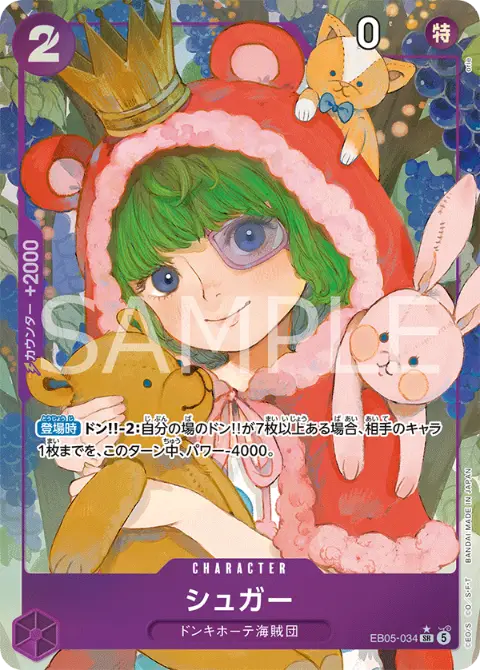 2
0
特
orie
カウンター +2000
SAMPLE
登場時 ドン!!-2:自分の場のドン!!が7枚以上ある場合、相手のキャラ
1枚までを、このターン中、パワー-4000。
CHARACTER
シュガー
ドンキホーテ海賊団
EB05-034 SR 5
BANDAI MADE IN JAPAN